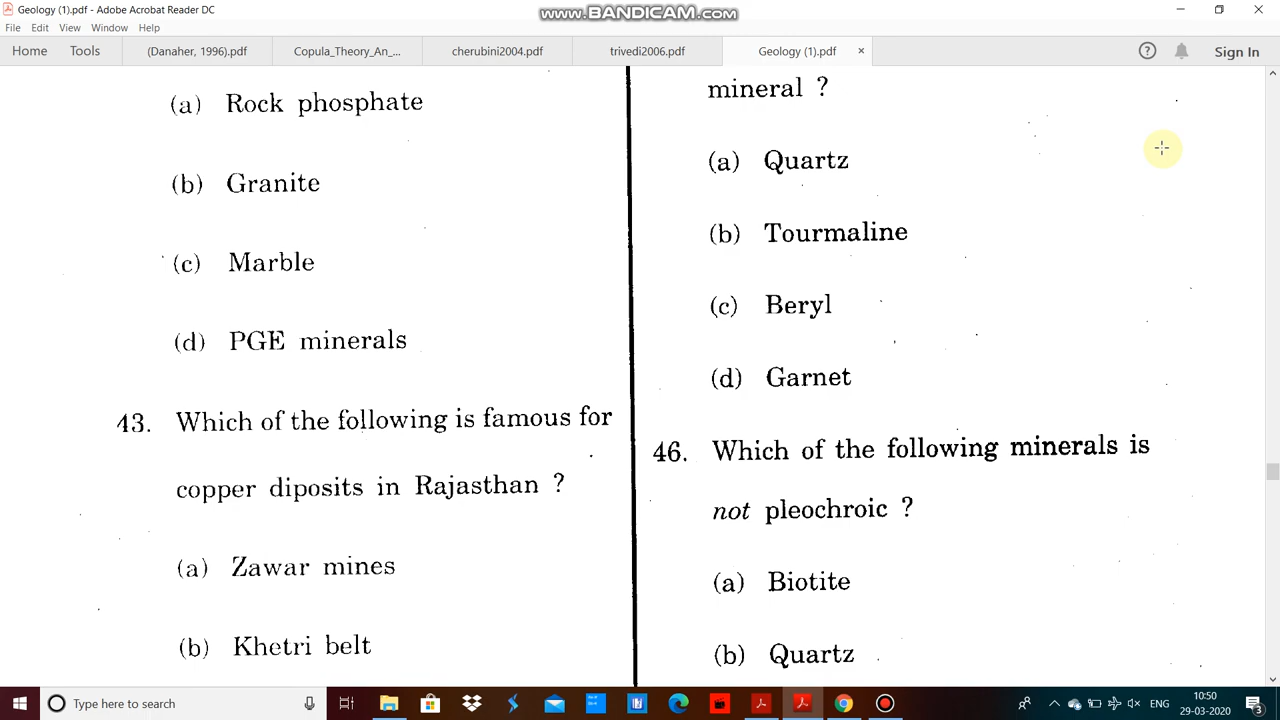 Geology (1).pdf - Adobe Acrobat Reader DC
www.BANDICAM.com
File Edit View Window Help
Home Tools (Danaher, 1996).pdf Copula_Theory_An_... cherubini2004.pdf trivedi2006.pdf Geology (1).pdf × ? Sign In
(a) Rock phosphate
(b) Granite
(c) Marble
(d) PGE minerals
43. Which of the following is famous for
copper diposits in Rajasthan ?
(a) Zawar mines
(b) Khetri belt
mineral ?
(a) Quartz
(b) Tourmaline
(c) Beryl
(d) Garnet
46. Which of the following minerals is
not pleochroic ?
(a) Biotite
(b) Quartz
Type here to search
ENG
10:50
29-03-2020
3